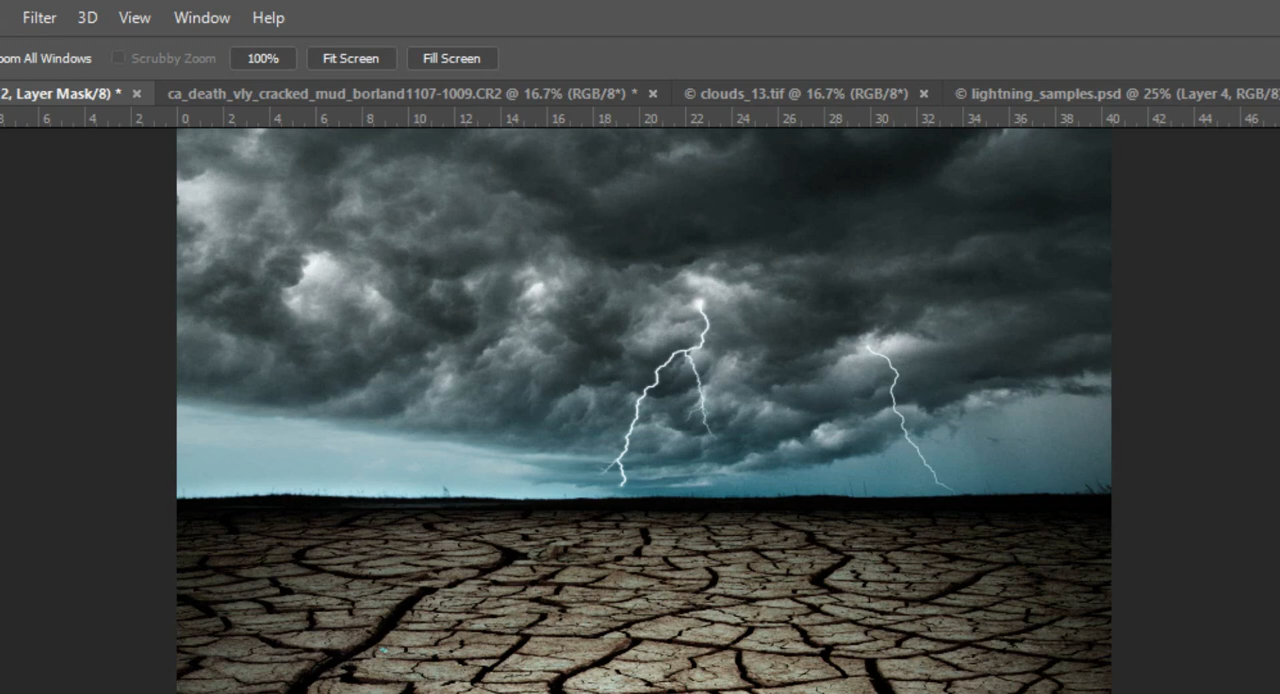 Filter 3D View Window Help
oom All Windows Scrubby Zoom 100% Fit Screen Fill Screen
2, Layer Mask/8) * × ca_death_vly_cracked_mud_borland1107-1009.CR2 @ 16.7% (RGB/8*) * × © clouds_13.tif @ 16.7% (RGB/8*) × © lightning_samples.psd @ 25% (Layer 4, RGB/8)
8 6 4 2 0 2 4 6 8 10 12 14 16 18 20 22 24 26 28 30 32 34 36 38 40 42 44 46